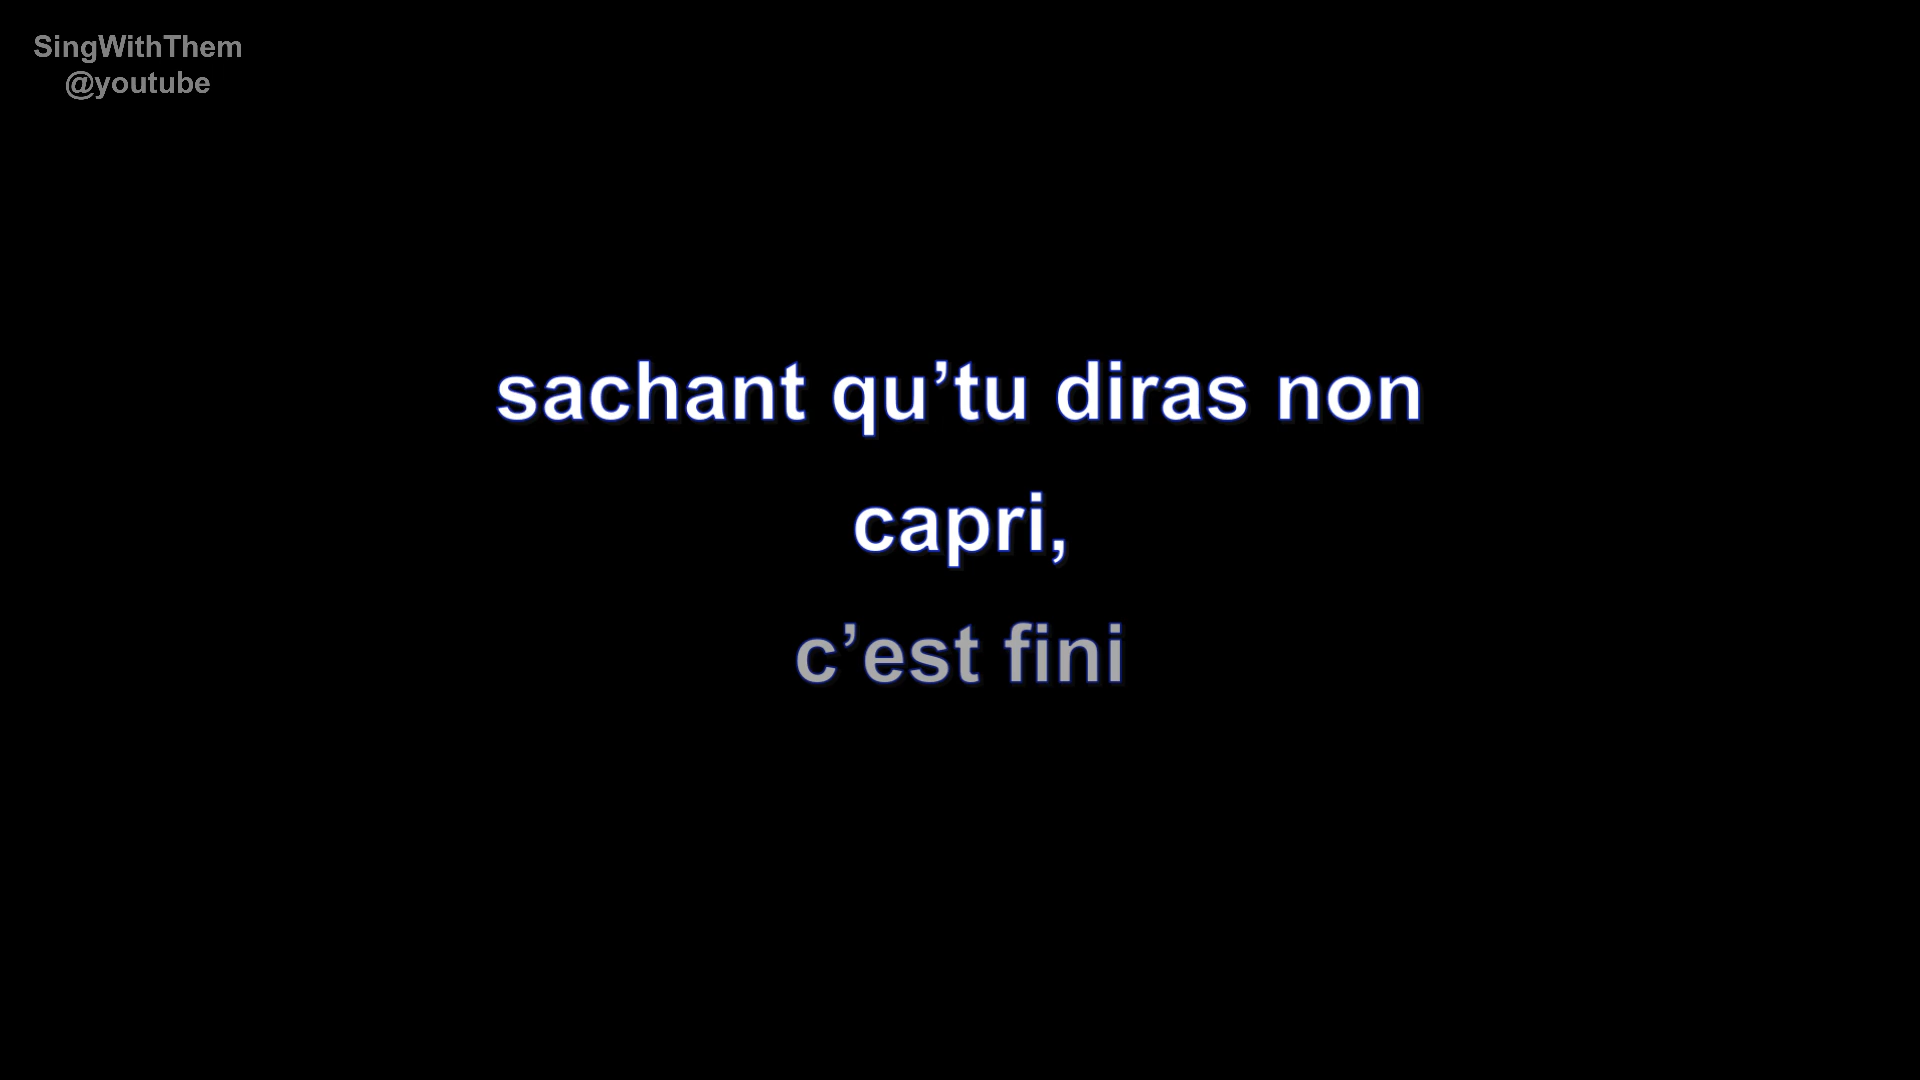 SingWithThem
@youtube
sachant qu’tu diras non
capri,
c’est fini